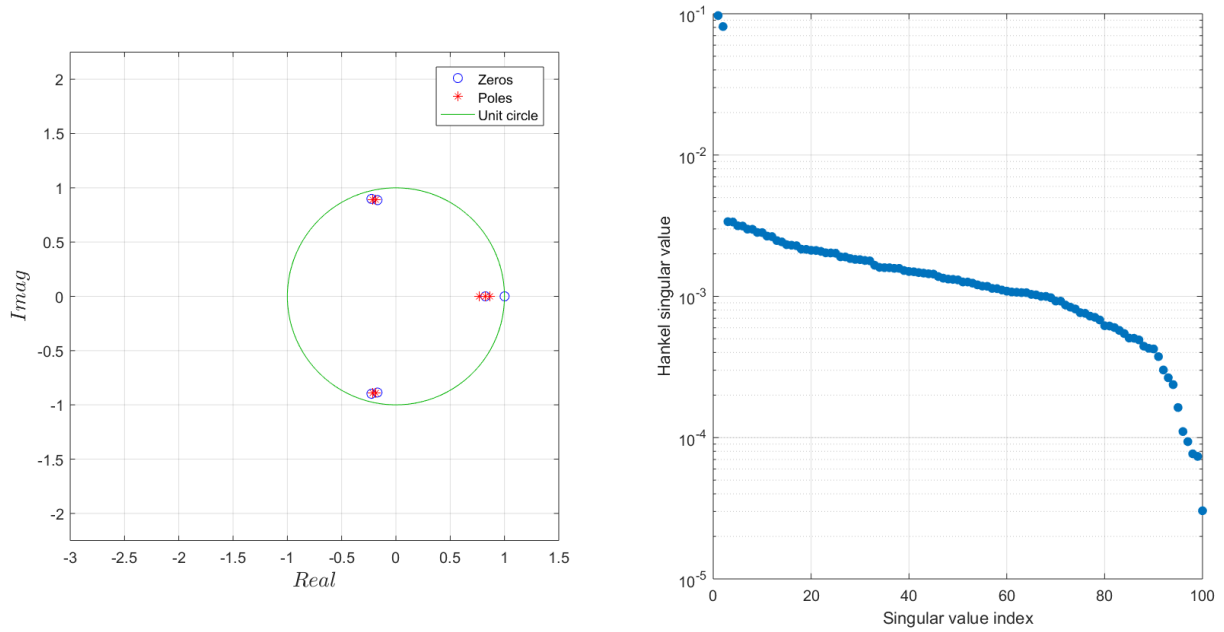 2
1.5
1
0.5
0
-0.5
-1
-1.5
-2
-3 -2.5 -2 -1.5 -1 -0.5 0 0.5 1 1.5
Imag
Real
Zeros
Poles
Unit circle
10^-1
10^-2
10^-3
10^-4
10^-5
0 20 40 60 80 100
Hankel singular value
Singular value index